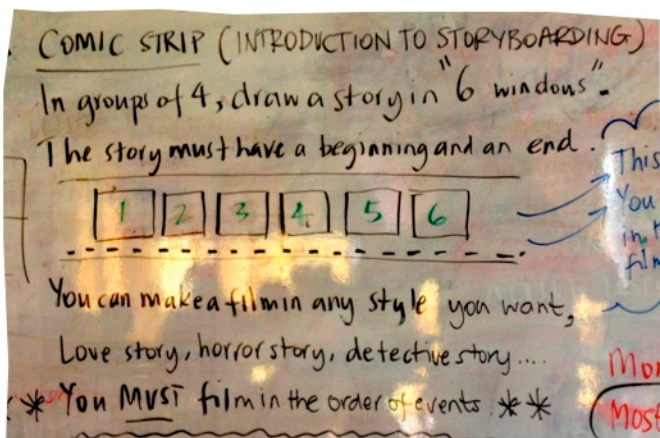 COMIC STRIP (INTRODUCTION TO STORYBOARDING)
In groups of 4, draw a story in "6 windows".
The story must have a beginning and an end.
1 2 3 4 5 6
This
You
in
film
You can make a film in any style you want,
Love story, horror story, detective story....
** You MUST film in the order of events **
Most